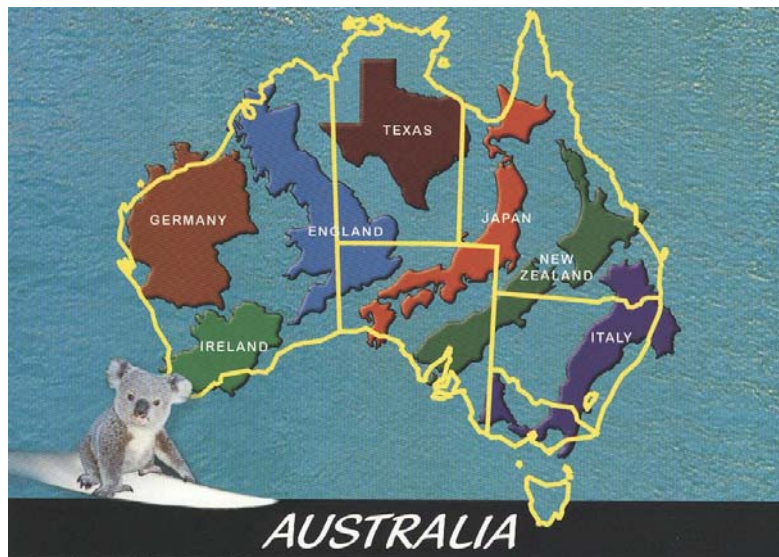 TEXAS
GERMANY
ENGLAND
JAPAN
NEW
ZEALAND
IRELAND
ITALY
AUSTRALIA